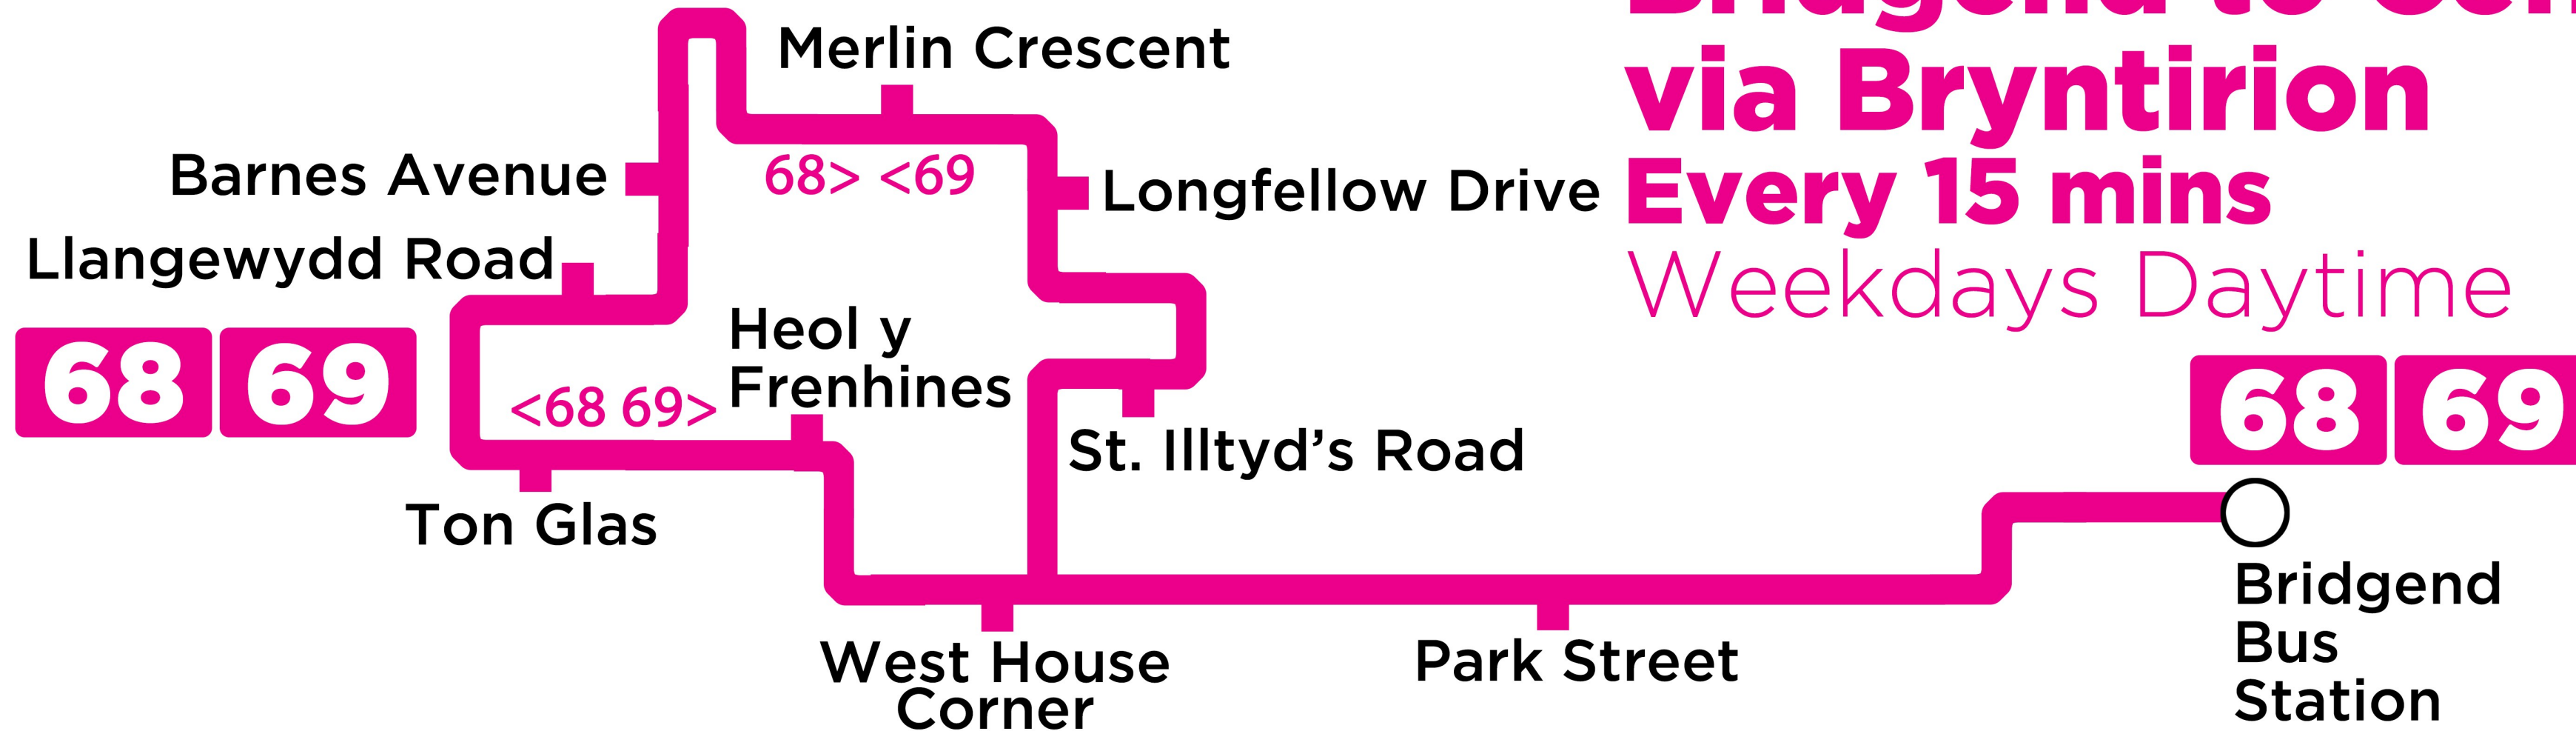 Bridgend to
via Bryntirion
Every 15 mins
Weekdays Daytime
Merlin Crescent
68> <69
Barnes Avenue
Longfellow Drive
Llangewydd Road
68 69
Heol y
Frenhines
<68 69>
St. Illtyd's Road
Ton Glas
68 69
West House
Corner
Park Street
Bridgend
Bus
Station